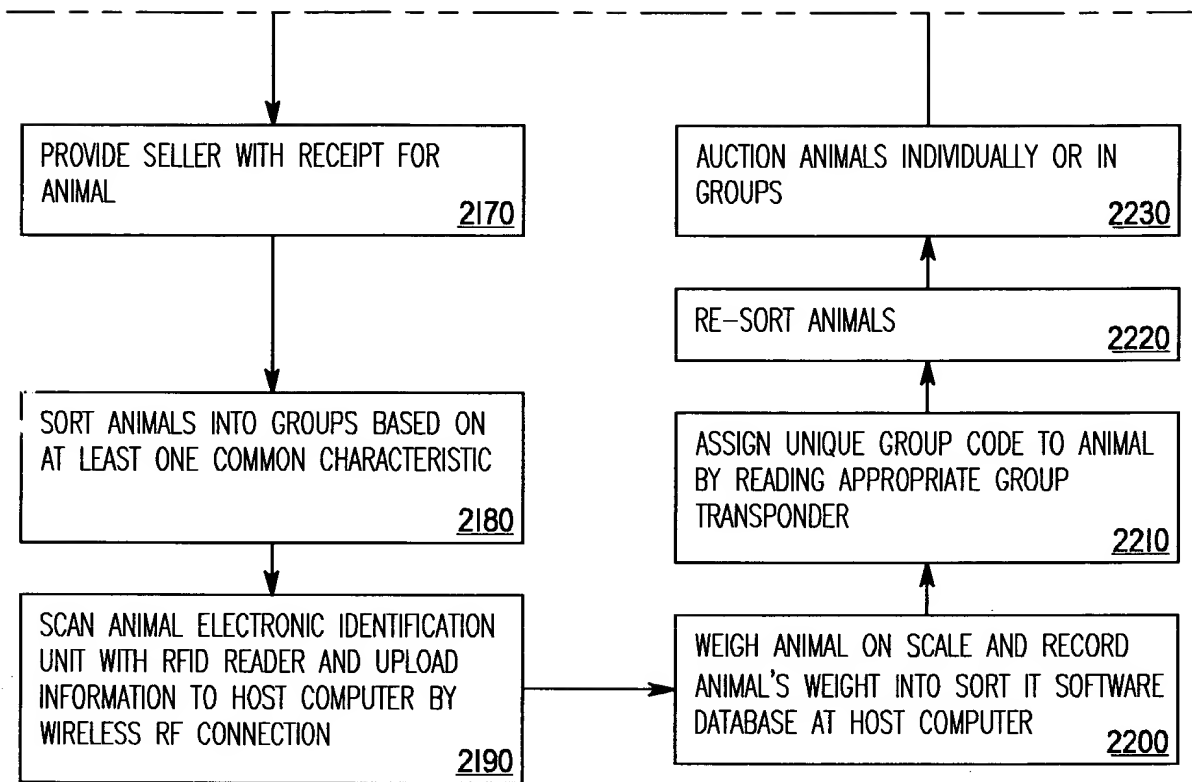 PROVIDE SELLER WITH RECEIPT FOR
ANIMAL
2170
SORT ANIMALS INTO GROUPS BASED ON
AT LEAST ONE COMMON CHARACTERISTIC
2180
SCAN ANIMAL ELECTRONIC IDENTIFICATION
UNIT WITH RFID READER AND UPLOAD
INFORMATION TO HOST COMPUTER BY
WIRELESS RF CONNECTION
2190
WEIGH ANIMAL ON SCALE AND RECORD
ANIMAL'S WEIGHT INTO SORT IT SOFTWARE
DATABASE AT HOST COMPUTER
2200
ASSIGN UNIQUE GROUP CODE TO ANIMAL
BY READING APPROPRIATE GROUP
TRANSPONDER
2210
RE-SORT ANIMALS
2220
AUCTION ANIMALS INDIVIDUALLY OR IN
GROUPS
2230